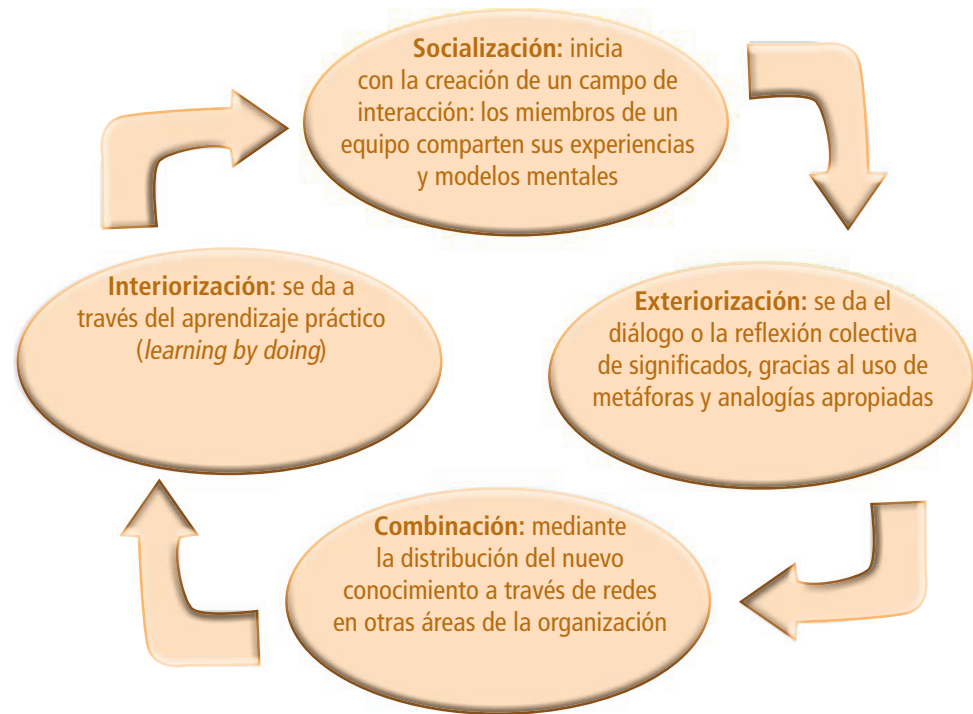 Socialización: inicia
con la creación de un campo de
interacción: los miembros de un
equipo comparten sus experiencias
y modelos mentales
Exteriorización: se da el
diálogo o la reflexión colectiva
de significados, gracias al uso de
metáforas y analogías apropiadas
Combinación: mediante
la distribución del nuevo
conocimiento a través de redes
en otras áreas de la organización
Interiorización: se da a
través del aprendizaje práctico
(learning by doing)